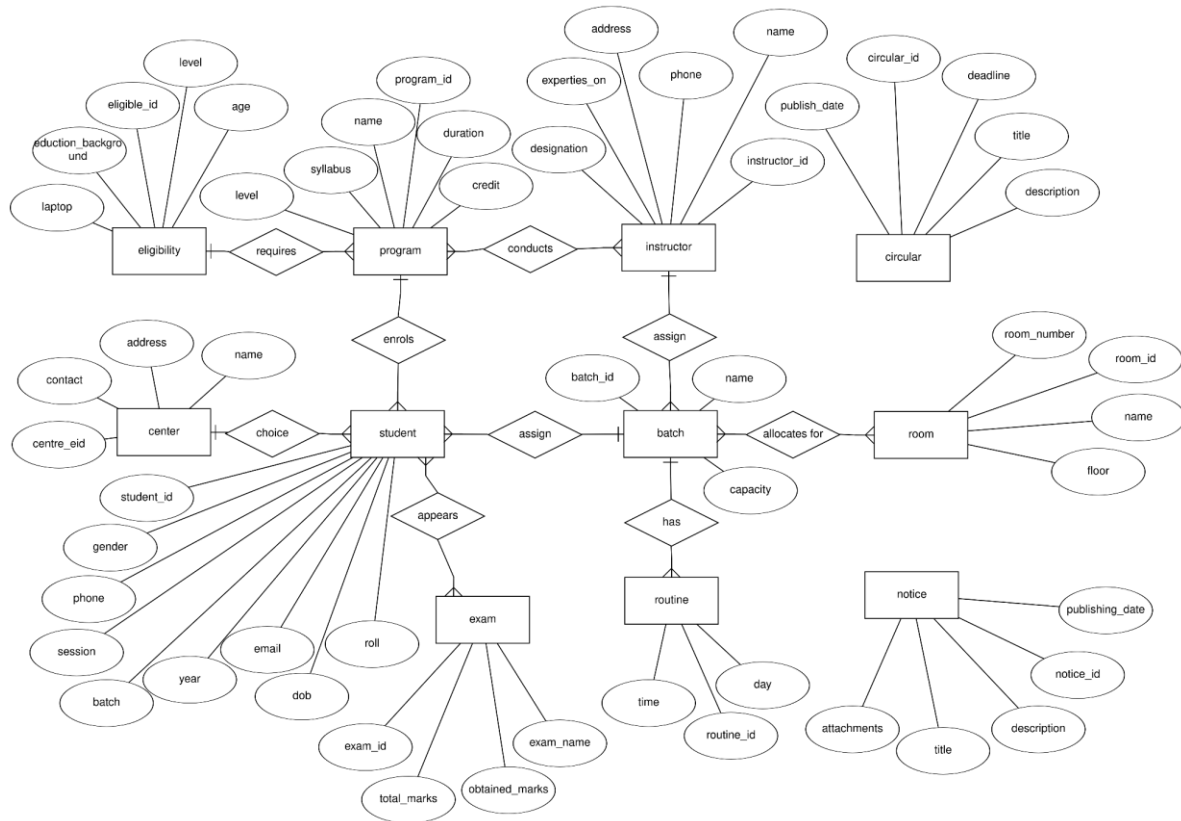 address
name
level
circular_id
program_id
experties_on
phone
deadline
eligible_id
age
publish_date
name
duration
eduction_backgro
und
designation
instructor_id
title
syllabus
laptop
level
credit
description
eligibility
requires
program
conducts
instructor
circular
address
name
enrols
assign
room_number
room_id
contact
batch_id
name
name
center
choice
student
assign
batch
allocates for
room
centre_eid
floor
student_id
capacity
appears
has
gender
phone
routine
notice
publishing_date
exam
session
email
roll
notice_id
batch
year
dob
time
day
attachments
description
exam_id
exam_name
routine_id
title
total_marks
obtained_marks